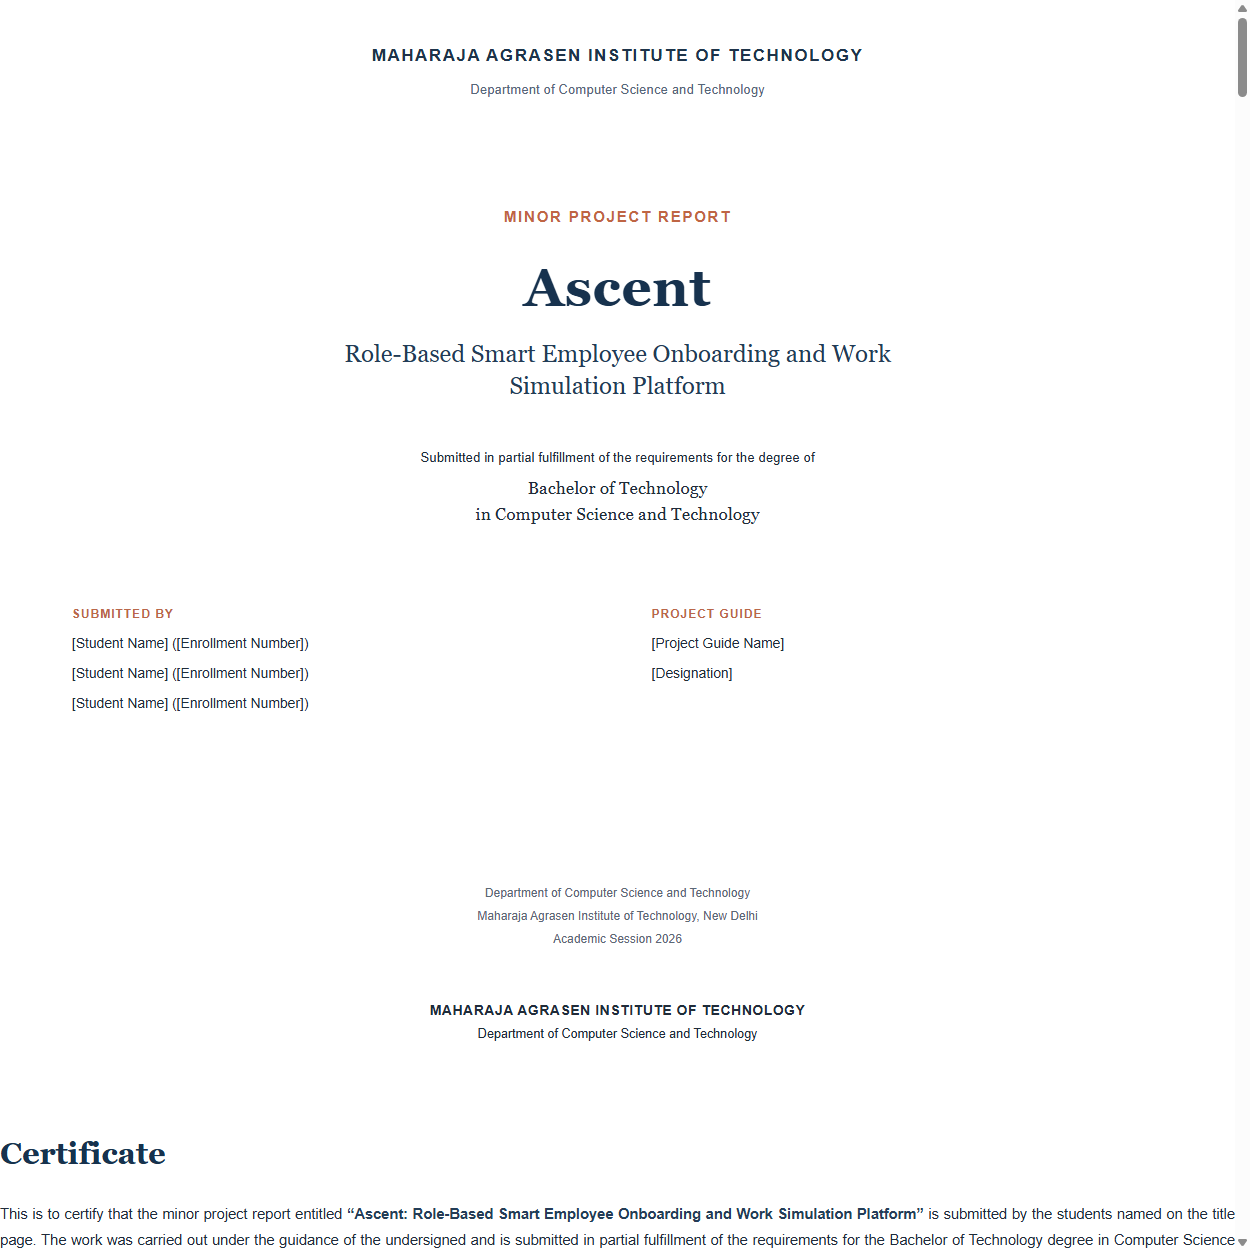 MAHARAJA AGRASEN INSTITUTE OF TECHNOLOGY
Department of Computer Science and Technology
MINOR PROJECT REPORT
Ascent
Role-Based Smart Employee Onboarding and Work
Simulation Platform
Submitted in partial fulfillment of the requirements for the degree of
Bachelor of Technology
in Computer Science and Technology
SUBMITTED BY
[Student Name] ([Enrollment Number])
[Student Name] ([Enrollment Number])
[Student Name] ([Enrollment Number])
PROJECT GUIDE
[Project Guide Name]
[Designation]
Department of Computer Science and Technology
Maharaja Agrasen Institute of Technology, New Delhi
Academic Session 2026
MAHARAJA AGRASEN INSTITUTE OF TECHNOLOGY
Department of Computer Science and Technology
Certificate
This is to certify that the minor project report entitled “Ascent: Role-Based Smart Employee Onboarding and Work Simulation Platform” is submitted by the students named on the title
page. The work was carried out under the guidance of the undersigned and is submitted in partial fulfillment of the requirements for the Bachelor of Technology degree in Computer Science